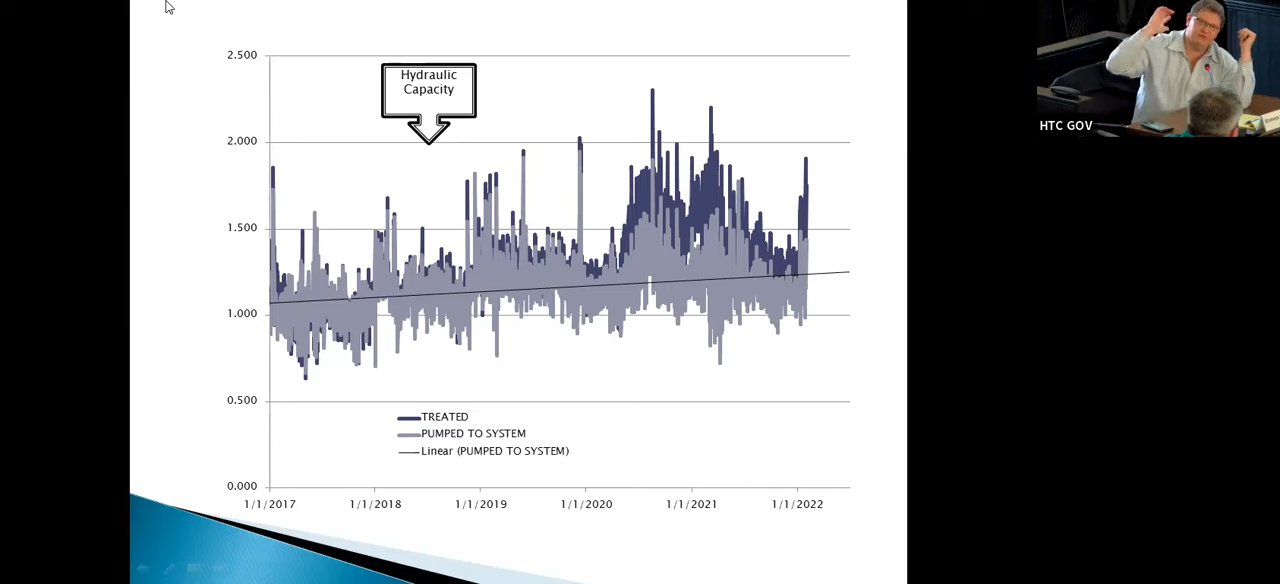 2.500
Hydraulic
Capacity
2.000
1.500
1.000
0.500
TREATED
PUMPED TO SYSTEM
Linear (PUMPED TO SYSTEM)
0.000
1/1/2017
1/1/2018
1/1/2019
1/1/2020
1/1/2021
1/1/2022
HTC GOV